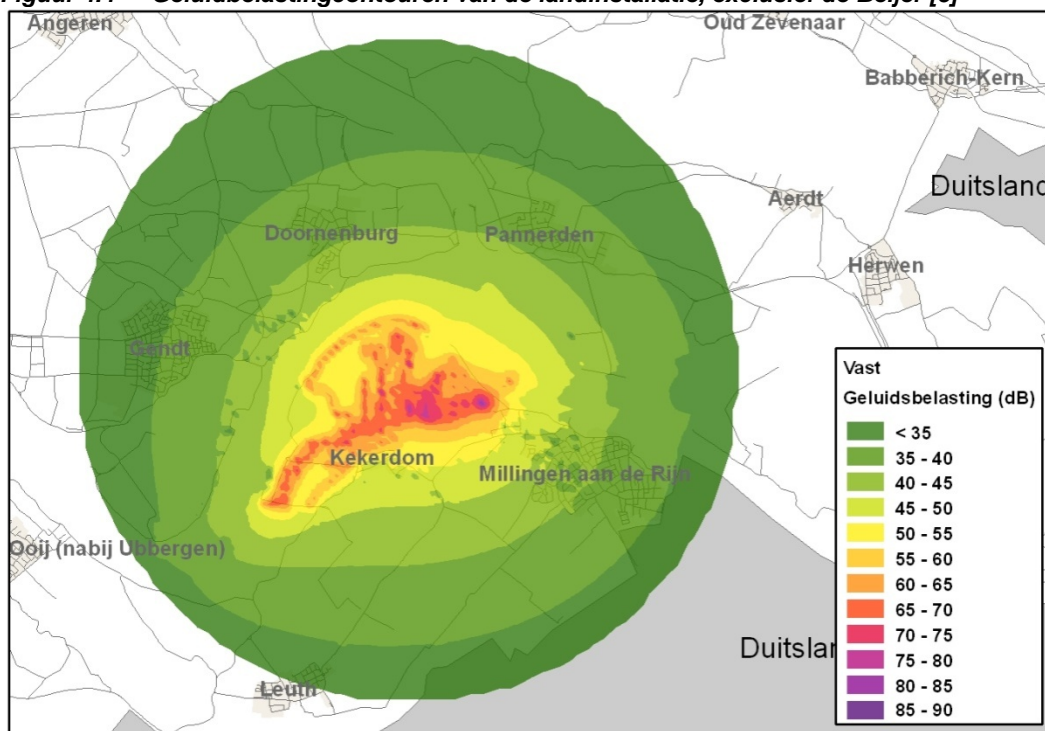 Angeren
Oud Zevenaar
Babberich-Kern
Duitsland
Aerdt
Doornenburg
Pannerden
Herwen
Gendt
Kekerdom
Millingen aan de Rijn
Ooij (nabij Ubbergen)
Leuth
Vast
Geluidsbelasting (dB)
< 35
35 - 40
40 - 45
45 - 50
50 - 55
55 - 60
60 - 65
65 - 70
70 - 75
75 - 80
80 - 85
85 - 90